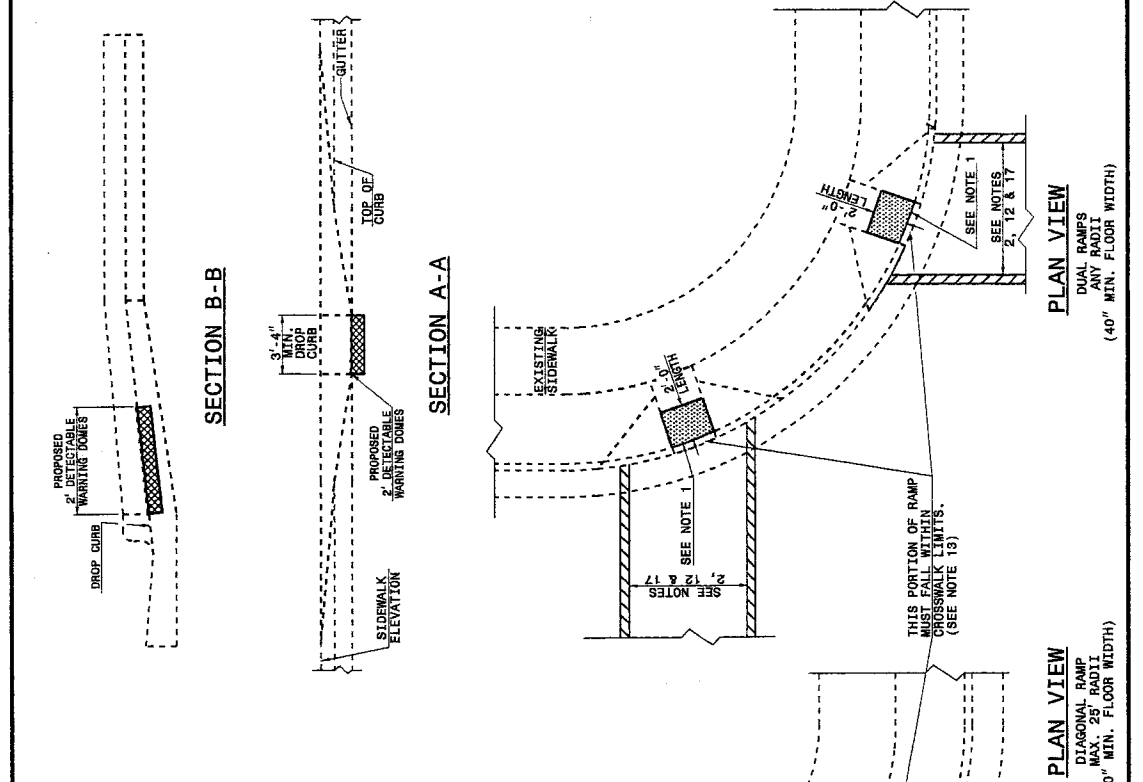 PROPOSED
2' DETECTABLE
WARNING DOMES
DROP CURB
SECTION B-B
GUTTER
TOP OF
CURB
3'-4"
MIN.
DROP
CURB
PROPOSED
2' DETECTABLE
WARNING DOMES
SIDEWALK
ELEVATION
SECTION A-A
EXISTING
SIDEWALK
2'-0"
LENGTH
2'-0"
LENGTH
SEE NOTE 1
SEE NOTES
2, 12 & 17
SEE NOTE 1
SEE NOTES
2, 12 & 17
THIS PORTION OF RAMP
MUST FALL WITHIN
CROSSWALK LIMITS.
(SEE NOTE 13)
PLAN VIEW
DUAL RAMPS
ANY RADII
(40" MIN. FLOOR WIDTH)
PLAN VIEW
DIAGONAL RAMP
MAX. 25' RADII
0" MIN. FLOOR WIDTH)